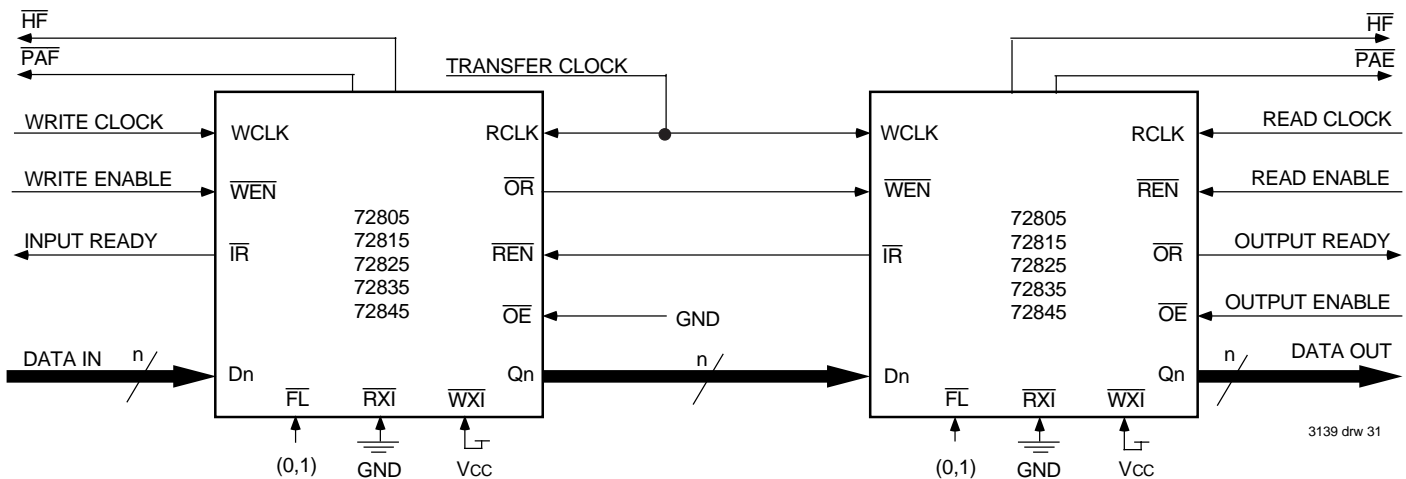 HF
HF
PAF
TRANSFER CLOCK
PAE
WRITE CLOCK
WCLK
RCLK
WCLK
RCLK
READ CLOCK
WRITE ENABLE
WEN
OR
WEN
REN
READ ENABLE
72805
72815
72825
72835
72845
72805
72815
72825
72835
72845
INPUT READY
IR
REN
IR
OR
OUTPUT READY
OE
GND
OE
OUTPUT ENABLE
DATA IN
n
Dn
Qn
n
Dn
Qn
n
DATA OUT
FL
RXI
WXI
FL
RXI
WXI
(0,1)
GND
VCC
(0,1)
GND
VCC
3139 drw 31